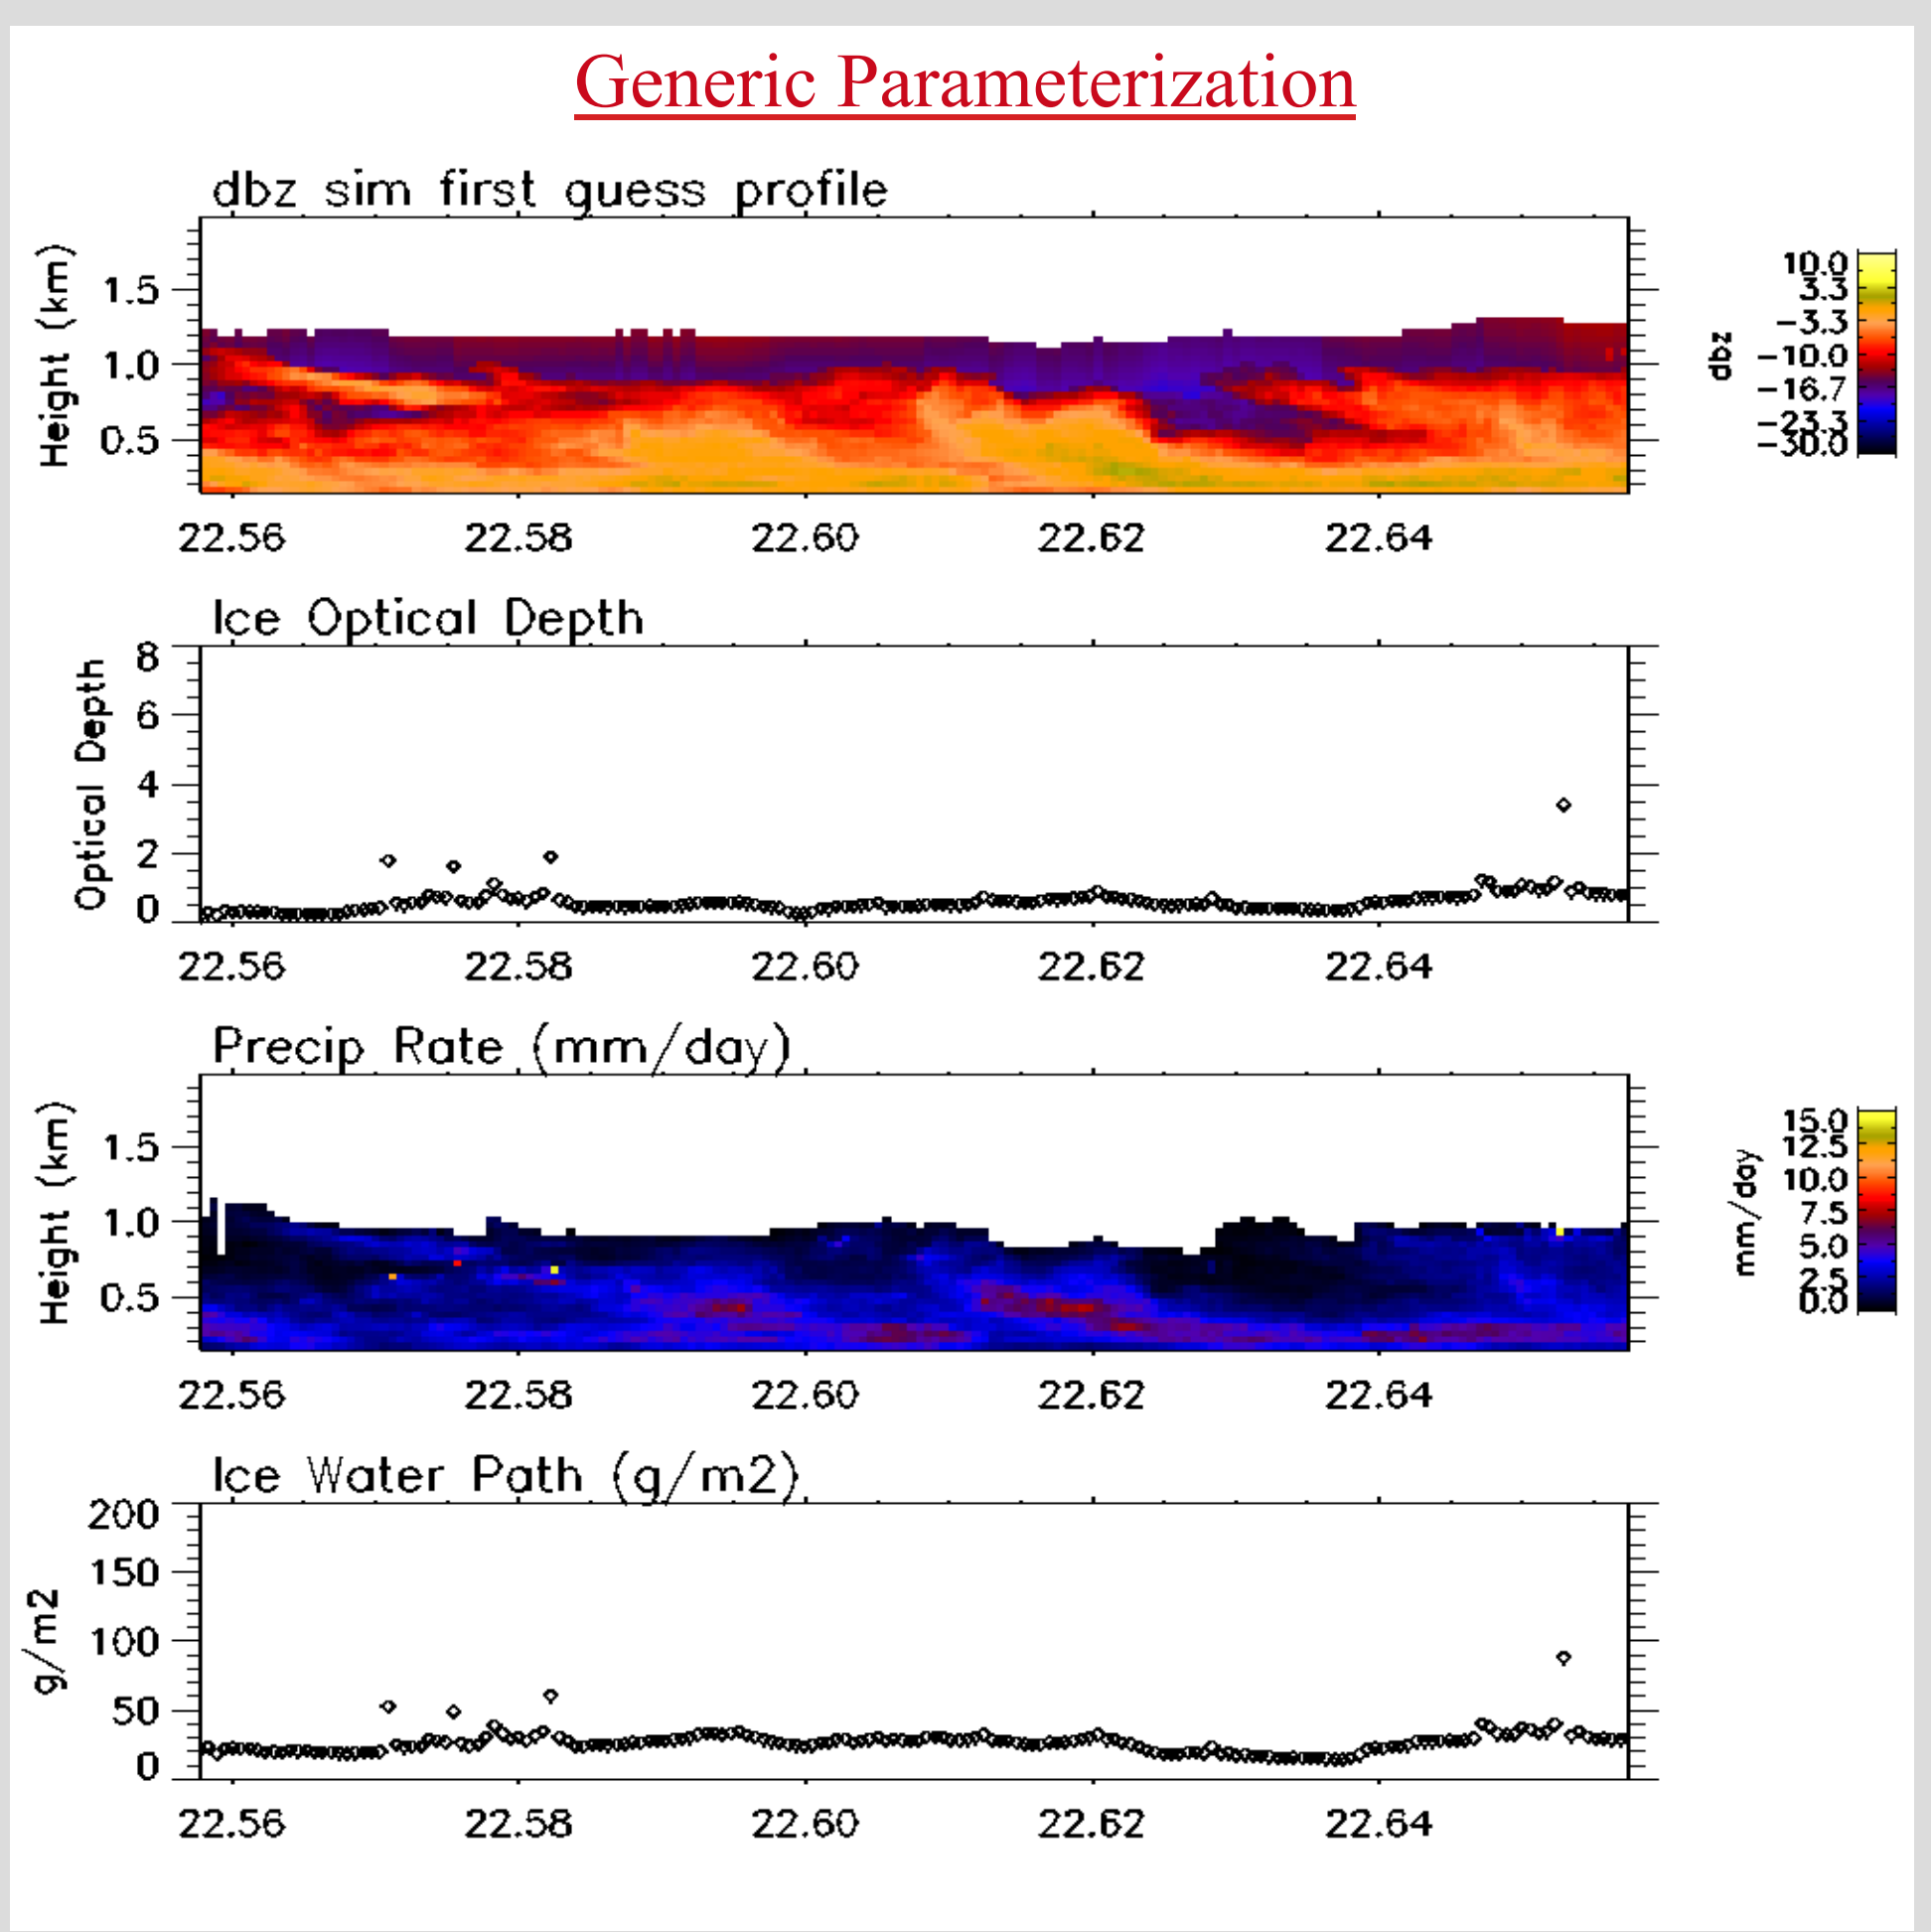 Generic Parameterization
dbz sim first guess profile
Height (km)
1.5
1.0
0.5
22.56 22.58 22.60 22.62 22.64
dbz
10.0
3.3
-3.3
-10.0
-16.7
-23.3
-30.0
Ice Optical Depth
Optical Depth
8
6
4
2
0
22.56 22.58 22.60 22.62 22.64
Precip Rate (mm/day)
Height (km)
1.5
1.0
0.5
22.56 22.58 22.60 22.62 22.64
mm/day
15.0
12.5
10.0
7.5
5.0
2.5
0.0
Ice Water Path (g/m2)
g/m2
200
150
100
50
0
22.56 22.58 22.60 22.62 22.64